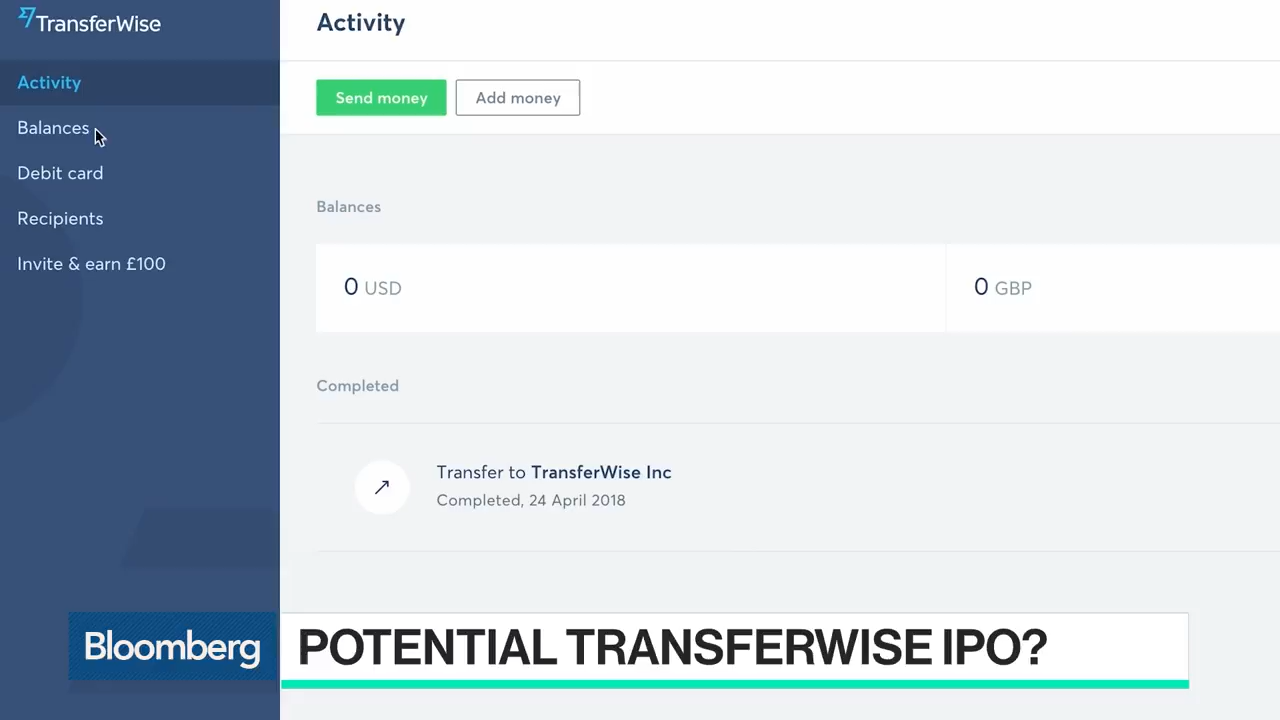 TransferWise
Activity
Activity
Send money
Add money
Balances
Debit card
Recipients
Invite & earn £100
Balances
0 USD
0 GBP
Completed
Transfer to TransferWise Inc
Completed, 24 April 2018
Bloomberg
POTENTIAL TRANSFERWISE IPO?